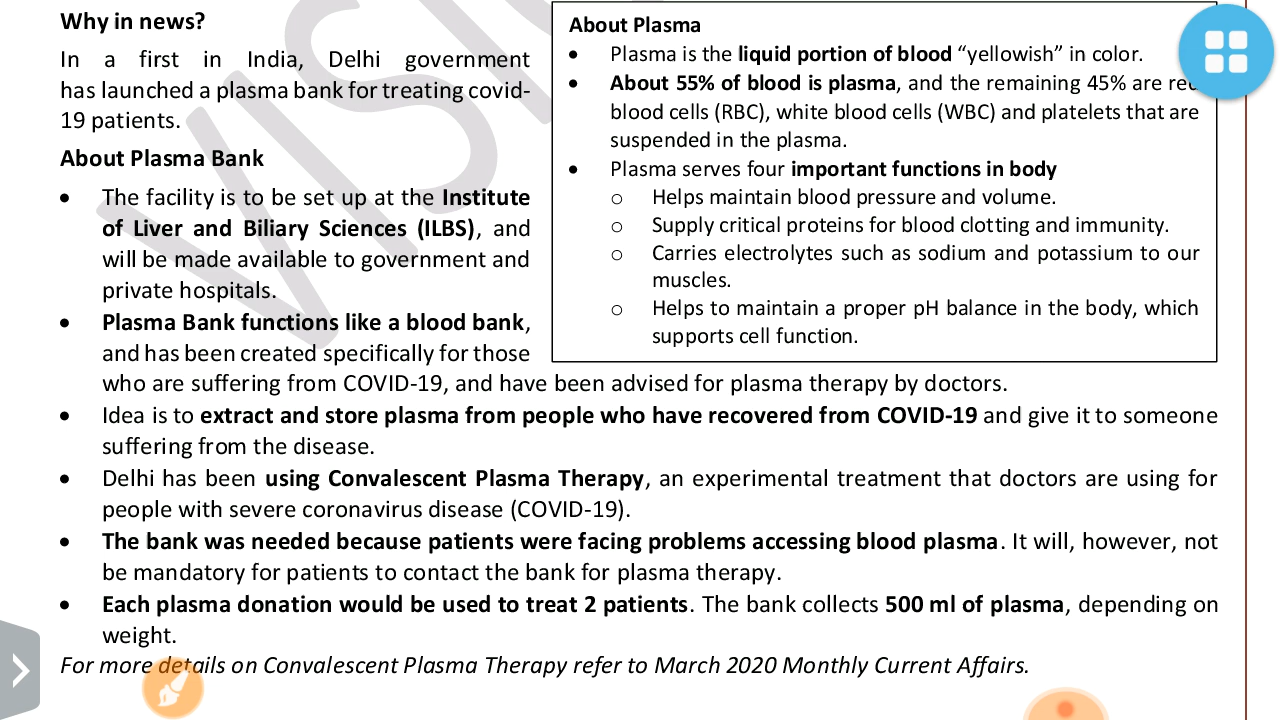 Why in news?
In a first in India, Delhi government
has launched a plasma bank for treating covid-
19 patients.
About Plasma Bank
• The facility is to be set up at the Institute
of Liver and Biliary Sciences (ILBS), and
will be made available to government and
private hospitals.
• Plasma Bank functions like a blood bank,
and has been created specifically for those
who are suffering from COVID-19, and have been advised for plasma therapy by doctors.
• Idea is to extract and store plasma from people who have recovered from COVID-19 and give it to someone
suffering from the disease.
• Delhi has been using Convalescent Plasma Therapy, an experimental treatment that doctors are using for
people with severe coronavirus disease (COVID-19).
• The bank was needed because patients were facing problems accessing blood plasma. It will, however, not
be mandatory for patients to contact the bank for plasma therapy.
• Each plasma donation would be used to treat 2 patients. The bank collects 500 ml of plasma, depending on
weight.
For more details on Convalescent Plasma Therapy refer to March 2020 Monthly Current Affairs.
About Plasma
• Plasma is the liquid portion of blood “yellowish” in color.
• About 55% of blood is plasma, and the remaining 45% are red
blood cells (RBC), white blood cells (WBC) and platelets that are
suspended in the plasma.
• Plasma serves four important functions in body
o Helps maintain blood pressure and volume.
o Supply critical proteins for blood clotting and immunity.
o Carries electrolytes such as sodium and potassium to our
muscles.
o Helps to maintain a proper pH balance in the body, which
supports cell function.